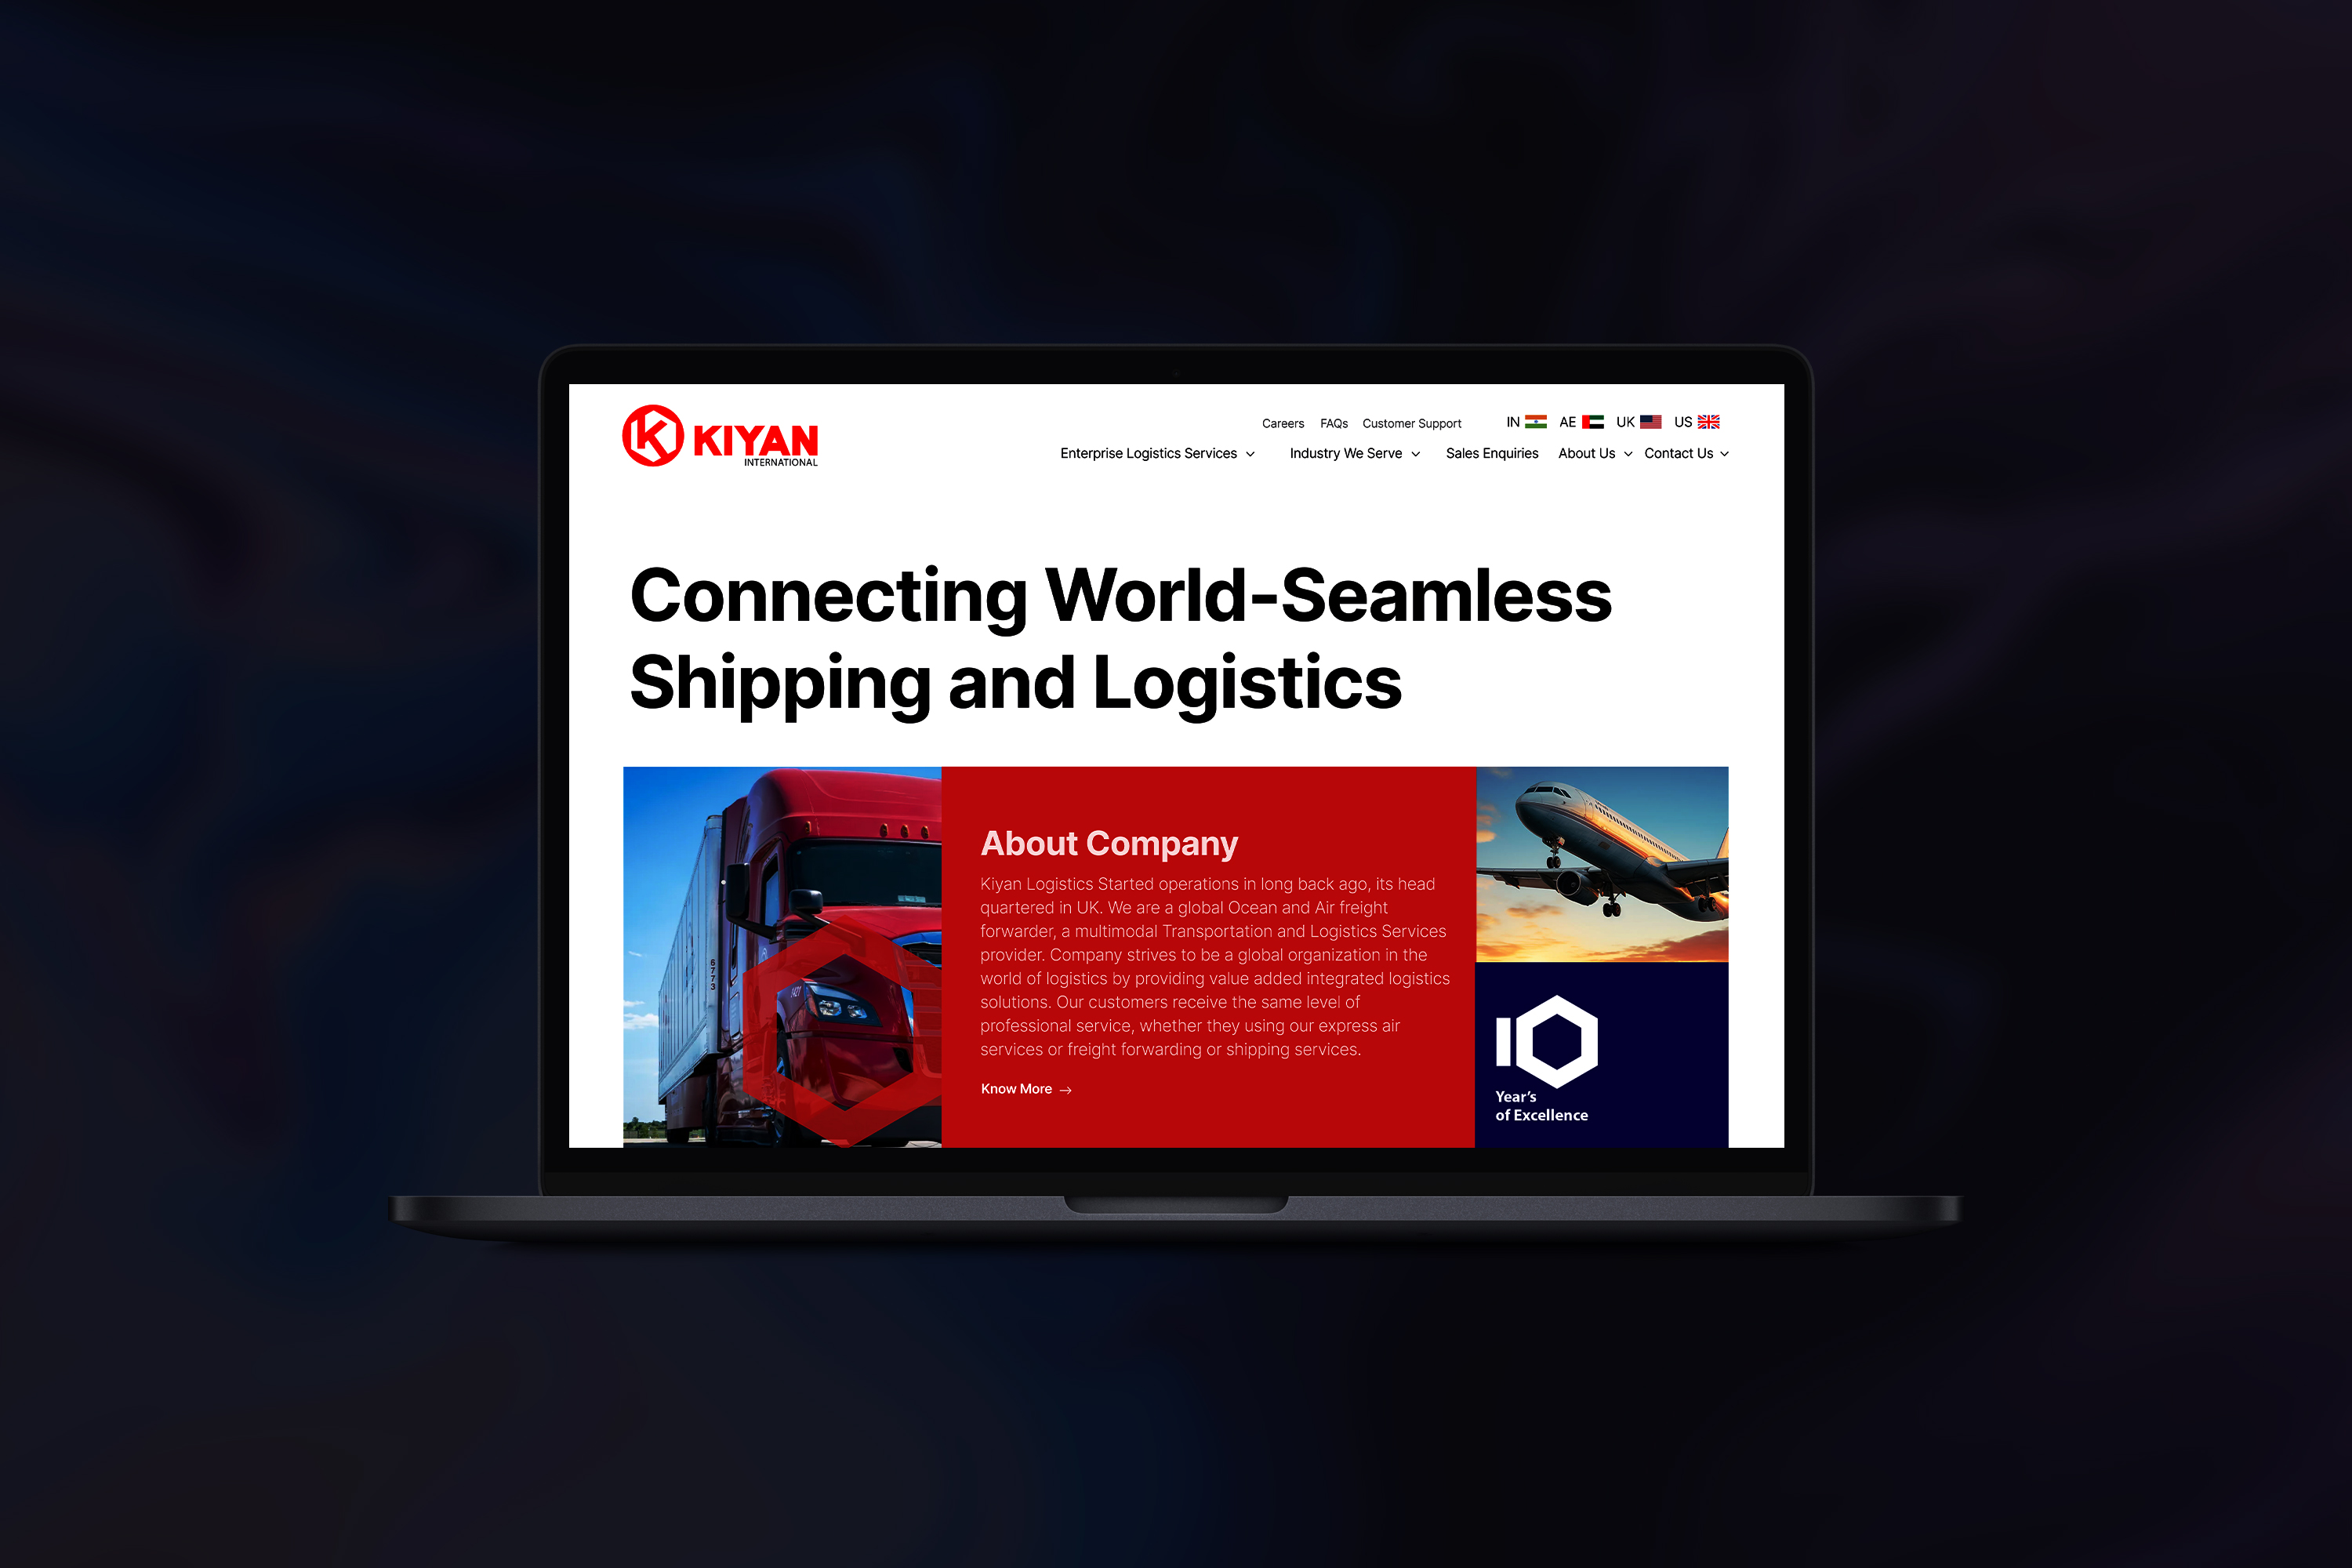 KIYAN
INTERNATIONAL
Careers FAQs Customer Support IN AE UK US
Enterprise Logistics Services Industry We Serve Sales Enquiries About Us Contact Us
Connecting World-Seamless
Shipping and Logistics
6773
About Company
Kiyan Logistics Started operations in long back ago, its head
quartered in UK. We are a global Ocean and Air freight
forwarder, a multimodal Transportation and Logistics Services
provider. Company strives to be a global organization in the
world of logistics by providing value added integrated logistics
solutions. Our customers receive the same level of
professional service, whether they using our express air
services or freight forwarding or shipping services.
Know More
10
Year's
of Excellence